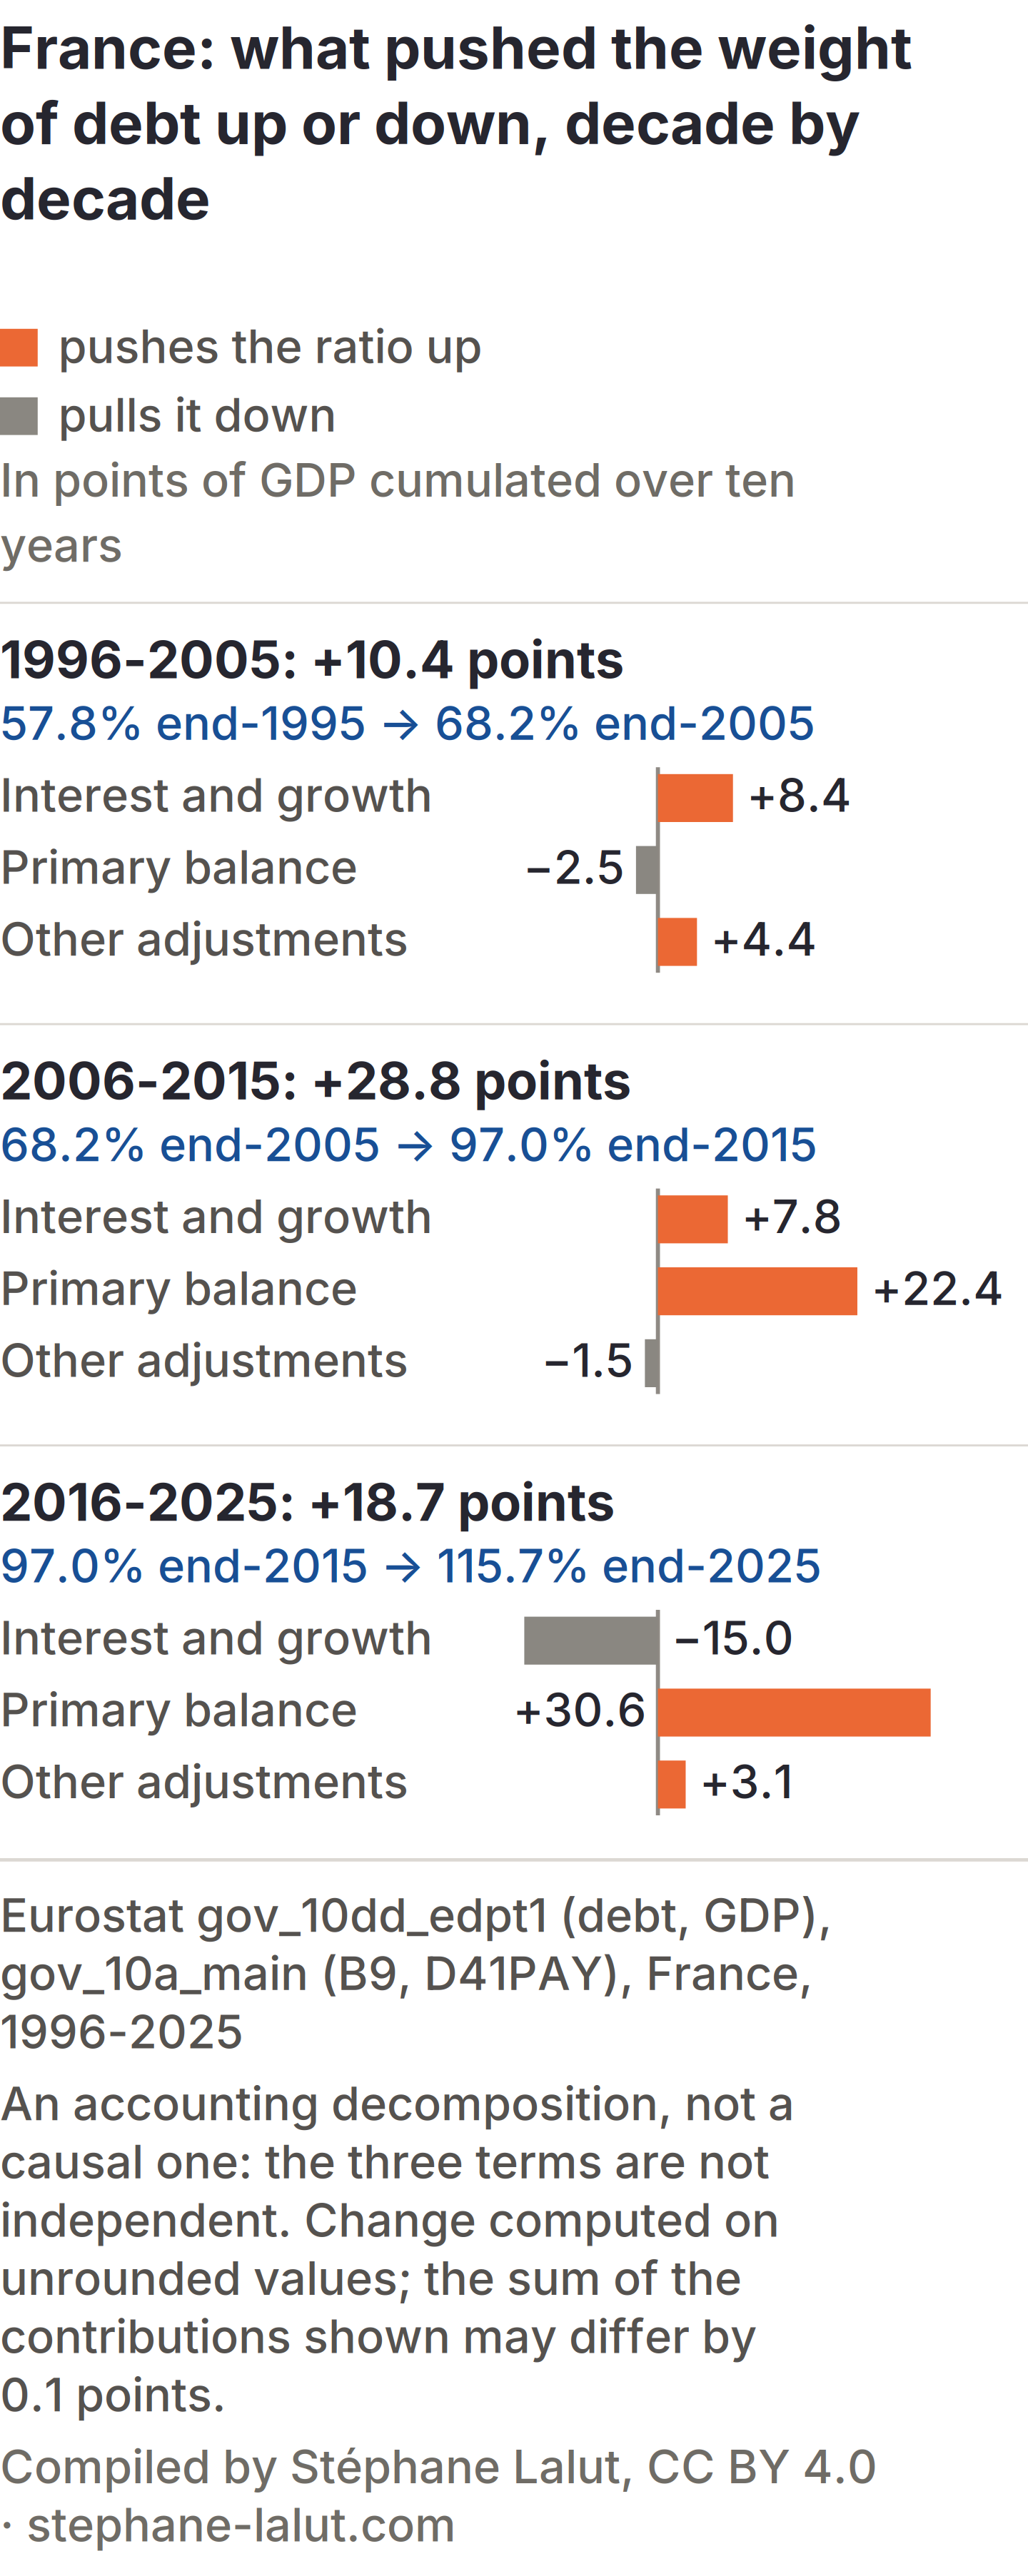 France: what pushed the weight
of debt up or down, decade by
decade
pushes the ratio up
pulls it down
In points of GDP cumulated over ten
years
1996-2005: +10.4 points
57.8% end-1995 → 68.2% end-2005
Interest and growth +8.4
Primary balance −2.5
Other adjustments +4.4
2006-2015: +28.8 points
68.2% end-2005 → 97.0% end-2015
Interest and growth +7.8
Primary balance +22.4
Other adjustments −1.5
2016-2025: +18.7 points
97.0% end-2015 → 115.7% end-2025
Interest and growth −15.0
Primary balance +30.6
Other adjustments +3.1
Eurostat gov_10dd_edpt1 (debt, GDP),
gov_10a_main (B9, D41PAY), France,
1996-2025
An accounting decomposition, not a
causal one: the three terms are not
independent. Change computed on
unrounded values; the sum of the
contributions shown may differ by
0.1 points.
Compiled by Stéphane Lalut, CC BY 4.0
· stephane-lalut.com